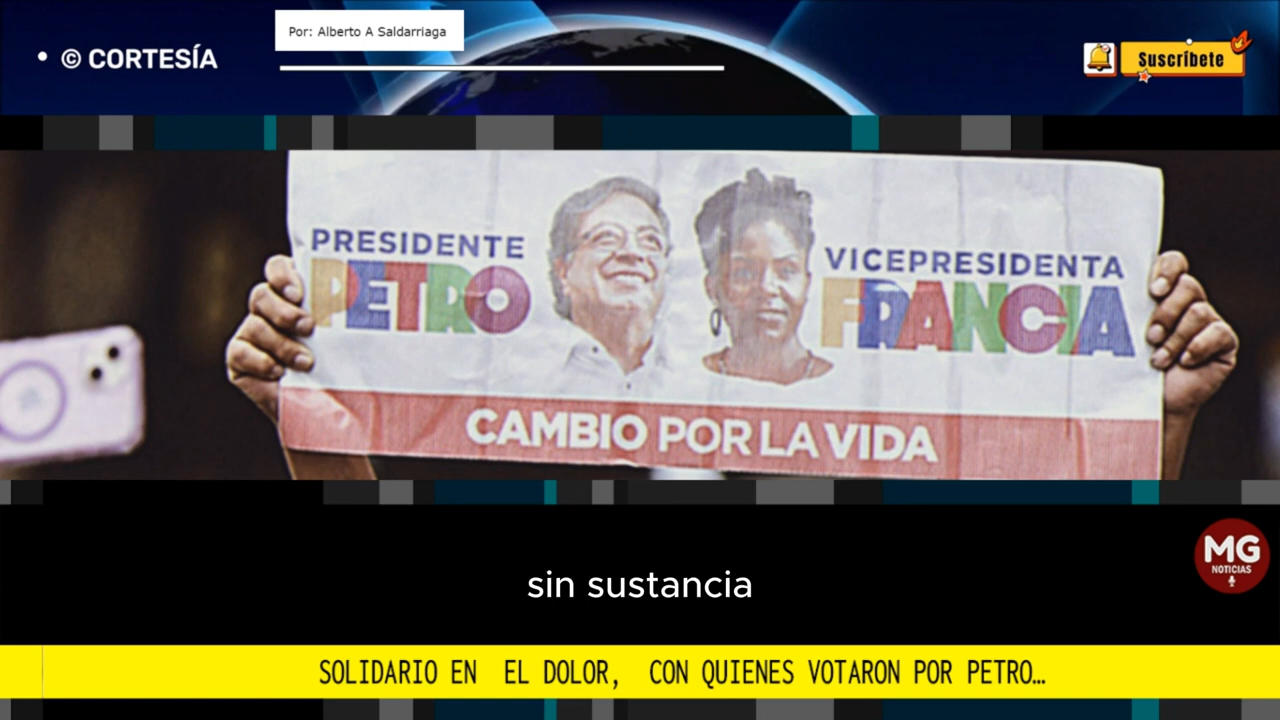 Por: Alberto A Saldarriaga
• © CORTESÍA
Suscríbete
PRESIDENTE
PETRO
VICEPRESIDENTA
FRANCIA
CAMBIO POR LA VIDA
MG
NOTICIAS
sin sustancia
SOLIDARIO EN EL DOLOR, CON QUIENES VOTARON POR PETRO...